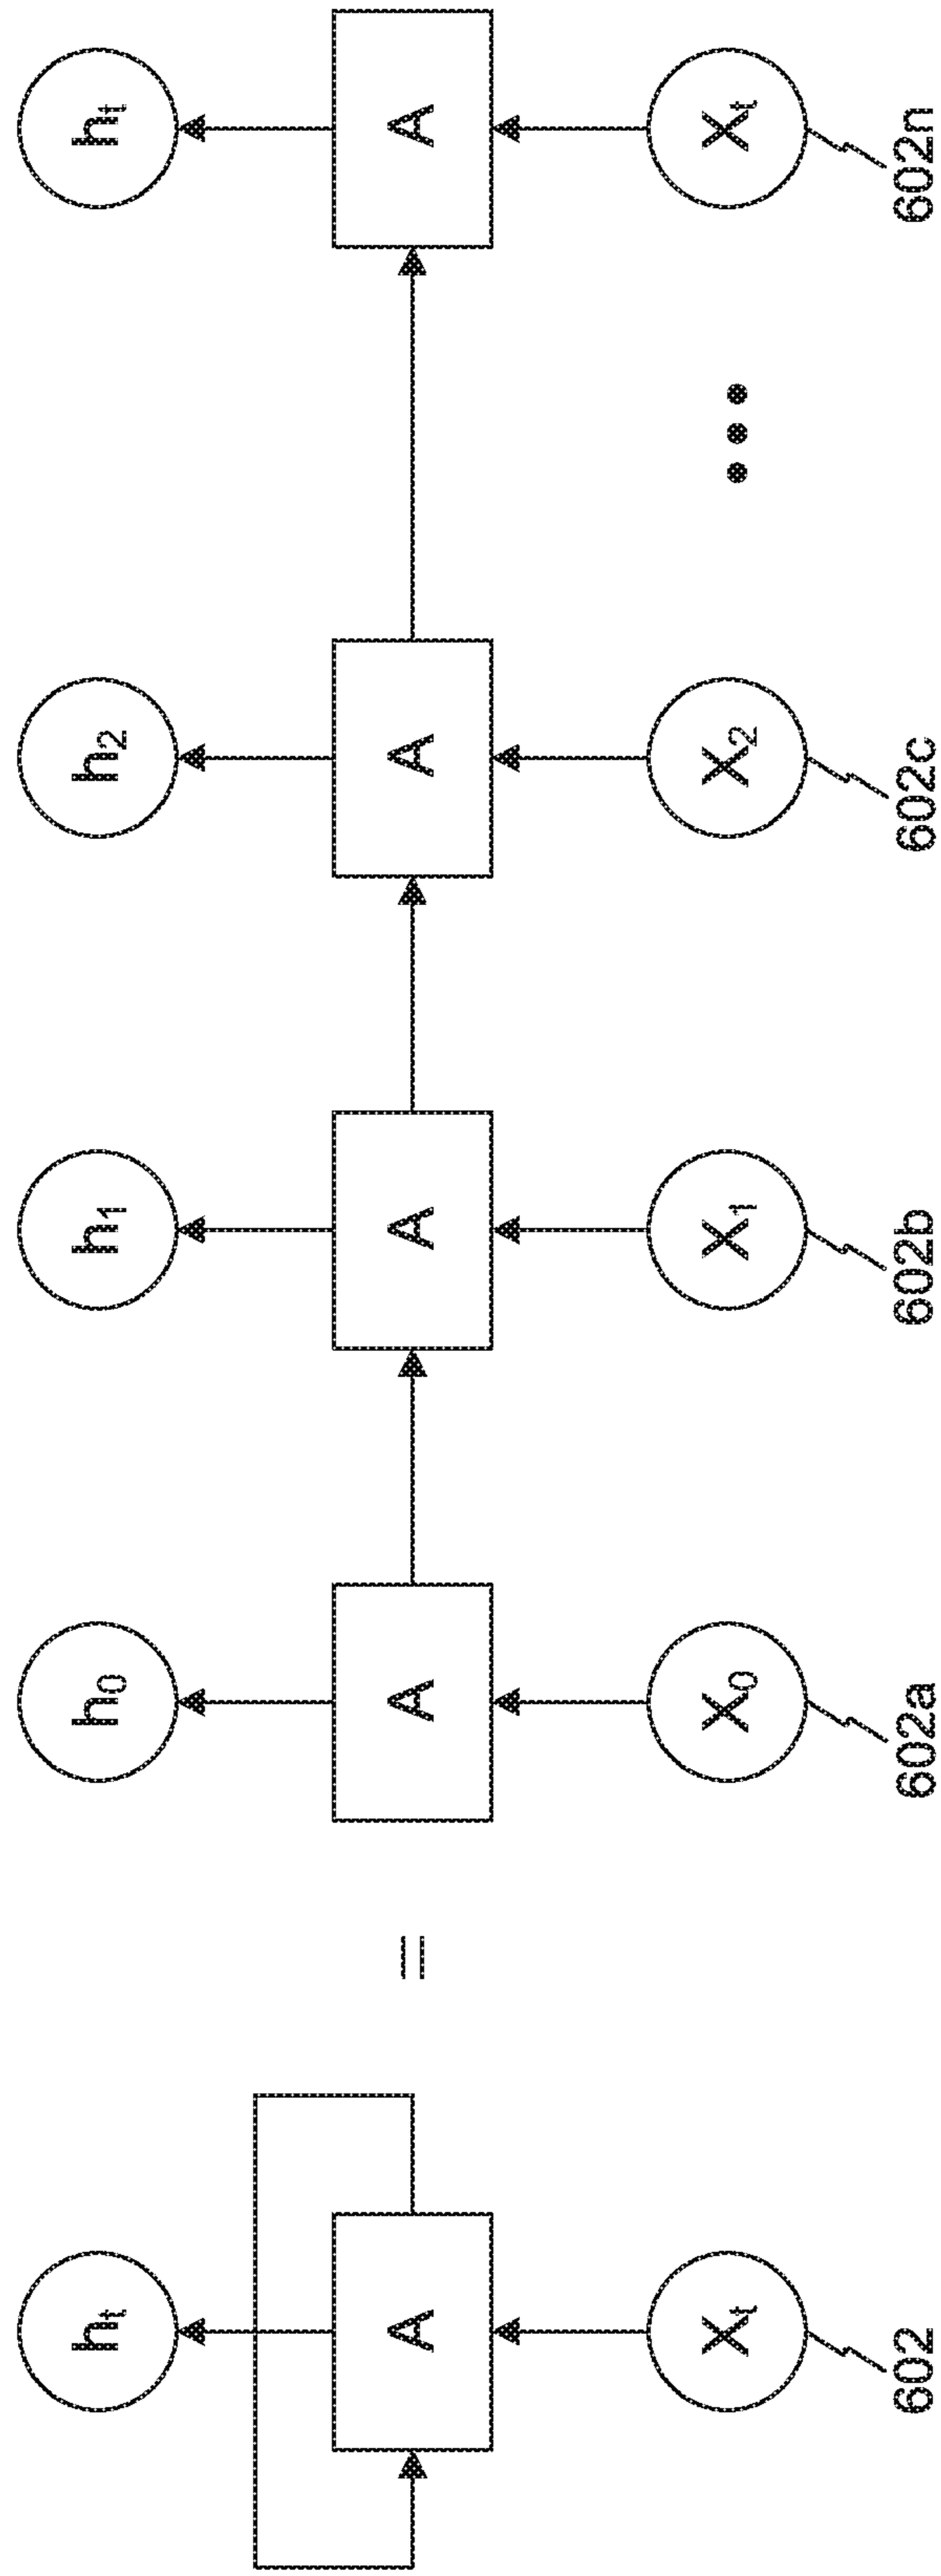 h_t h_0 h_1 h_2 h_t
A = A A A A
X_t X_0 X_1 X_2 ••• X_t
602 602a 602b 602c 602n